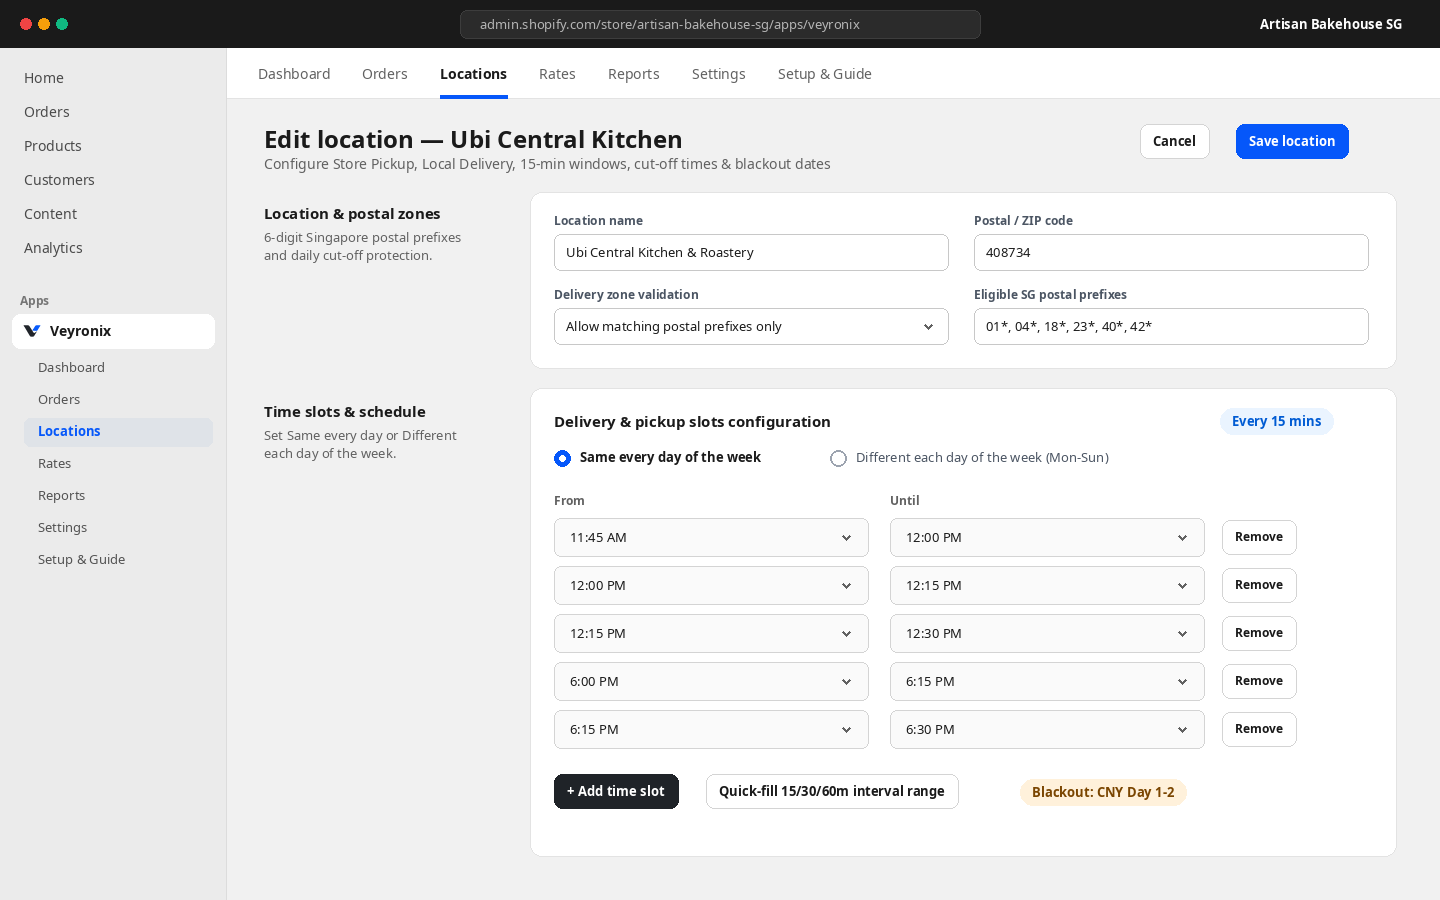 admin.shopify.com/store/artisan-bakehouse-sg/apps/veyronix
Artisan Bakehouse SG
Home
Orders
Products
Customers
Content
Analytics
Apps
Veyronix
Dashboard
Orders
Locations
Rates
Reports
Settings
Setup & Guide
Dashboard Orders Locations Rates Reports Settings Setup & Guide
Edit location — Ubi Central Kitchen
Configure Store Pickup, Local Delivery, 15-min windows, cut-off times & blackout dates
Cancel
Save location
Location & postal zones
6-digit Singapore postal prefixes
and daily cut-off protection.
Location name
Ubi Central Kitchen & Roastery
Postal / ZIP code
408734
Delivery zone validation
Allow matching postal prefixes only
Eligible SG postal prefixes
01*, 04*, 18*, 23*, 40*, 42*
Time slots & schedule
Set Same every day or Different
each day of the week.
Delivery & pickup slots configuration
Every 15 mins
Same every day of the week
Different each day of the week (Mon-Sun)
From Until
11:45 AM 12:00 PM Remove
12:00 PM 12:15 PM Remove
12:15 PM 12:30 PM Remove
6:00 PM 6:15 PM Remove
6:15 PM 6:30 PM Remove
+ Add time slot
Quick-fill 15/30/60m interval range
Blackout: CNY Day 1-2